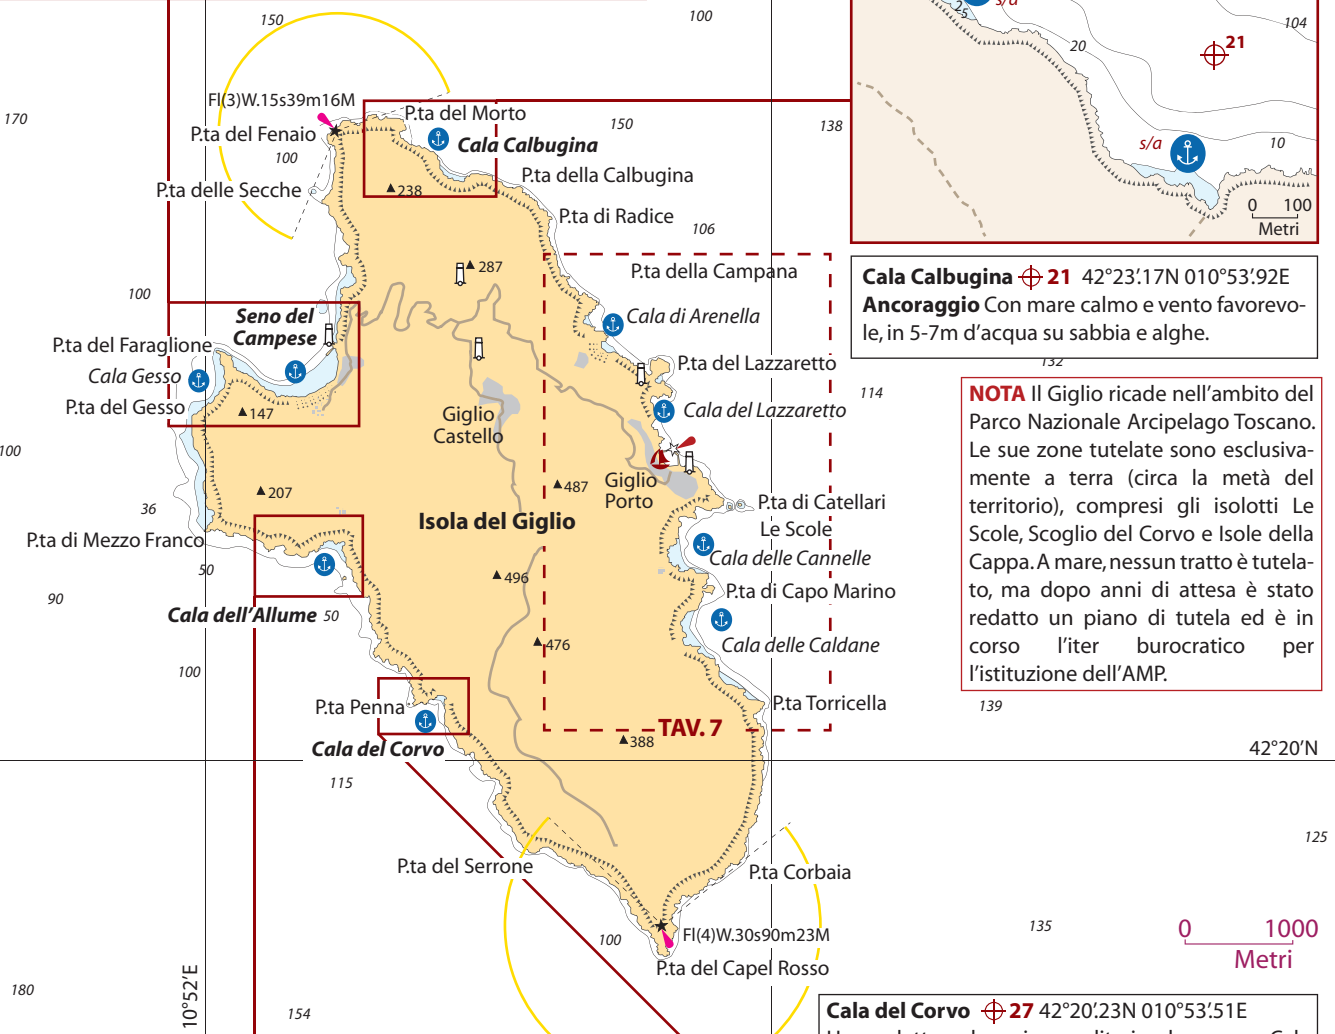 150
100
25
s/a
20
104
21
s/a
10
0 100
Metri
170
Fl(3)W.15s39m16M
P.ta del Fenaio
100
P.ta del Morto
Cala Calbugina
150
138
P.ta delle Secche
238
P.ta della Calbugina
P.ta di Radice
106
287
P.ta della Campana
Cala Calbugina 21 42°23'.17N 010°53'.92E
Ancoraggio Con mare calmo e vento favorevo-
le, in 5-7m d'acqua su sabbia e alghe.
100
Seno del
Campese
Cala di Arenella
P.ta del Faraglione
Cala Gesso
P.ta del Gesso
147
P.ta del Lazzaretto
132
114
Cala del Lazzaretto
Giglio
Castello
100
NOTA Il Giglio ricade nell'ambito del
Parco Nazionale Arcipelago Toscano.
Le sue zone tutelate sono esclusiva-
mente a terra (circa la metà del
territorio), compresi gli isolotti Le
Scole, Scoglio del Corvo e Isole della
Cappa. A mare, nessun tratto è tutela-
to, ma dopo anni di attesa è stato
redatto un piano di tutela ed è in
corso l'iter burocratico per
l'istituzione dell'AMP.
207
487
Giglio
Porto
36
Isola del Giglio
P.ta di Catellari
Le Scole
P.ta di Mezzo Franco
Cala delle Cannelle
50
496
90
P.ta di Capo Marino
Cala dell'Allume
50
476
Cala delle Caldane
100
P.ta Penna
P.ta Torricella
139
TAV. 7
388
Cala del Corvo
42°20'N
115
125
P.ta del Serrone
P.ta Corbaia
100
Fl(4)W.30s90m23M
135
0 1000
Metri
P.ta del Capel Rosso
180
10°52'E
154
Cala del Corvo 27 42°20'.23N 010°53'.51E